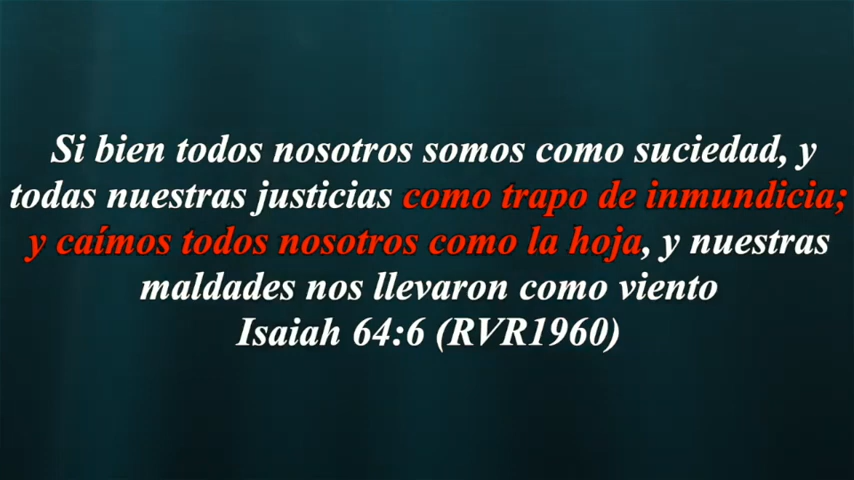 Si bien todos nosotros somos como suciedad, y
todas nuestras justicias como trapo de inmundicia;
y caímos todos nosotros como la hoja, y nuestras
maldades nos llevaron como viento
Isaiah 64:6 (RVR1960)